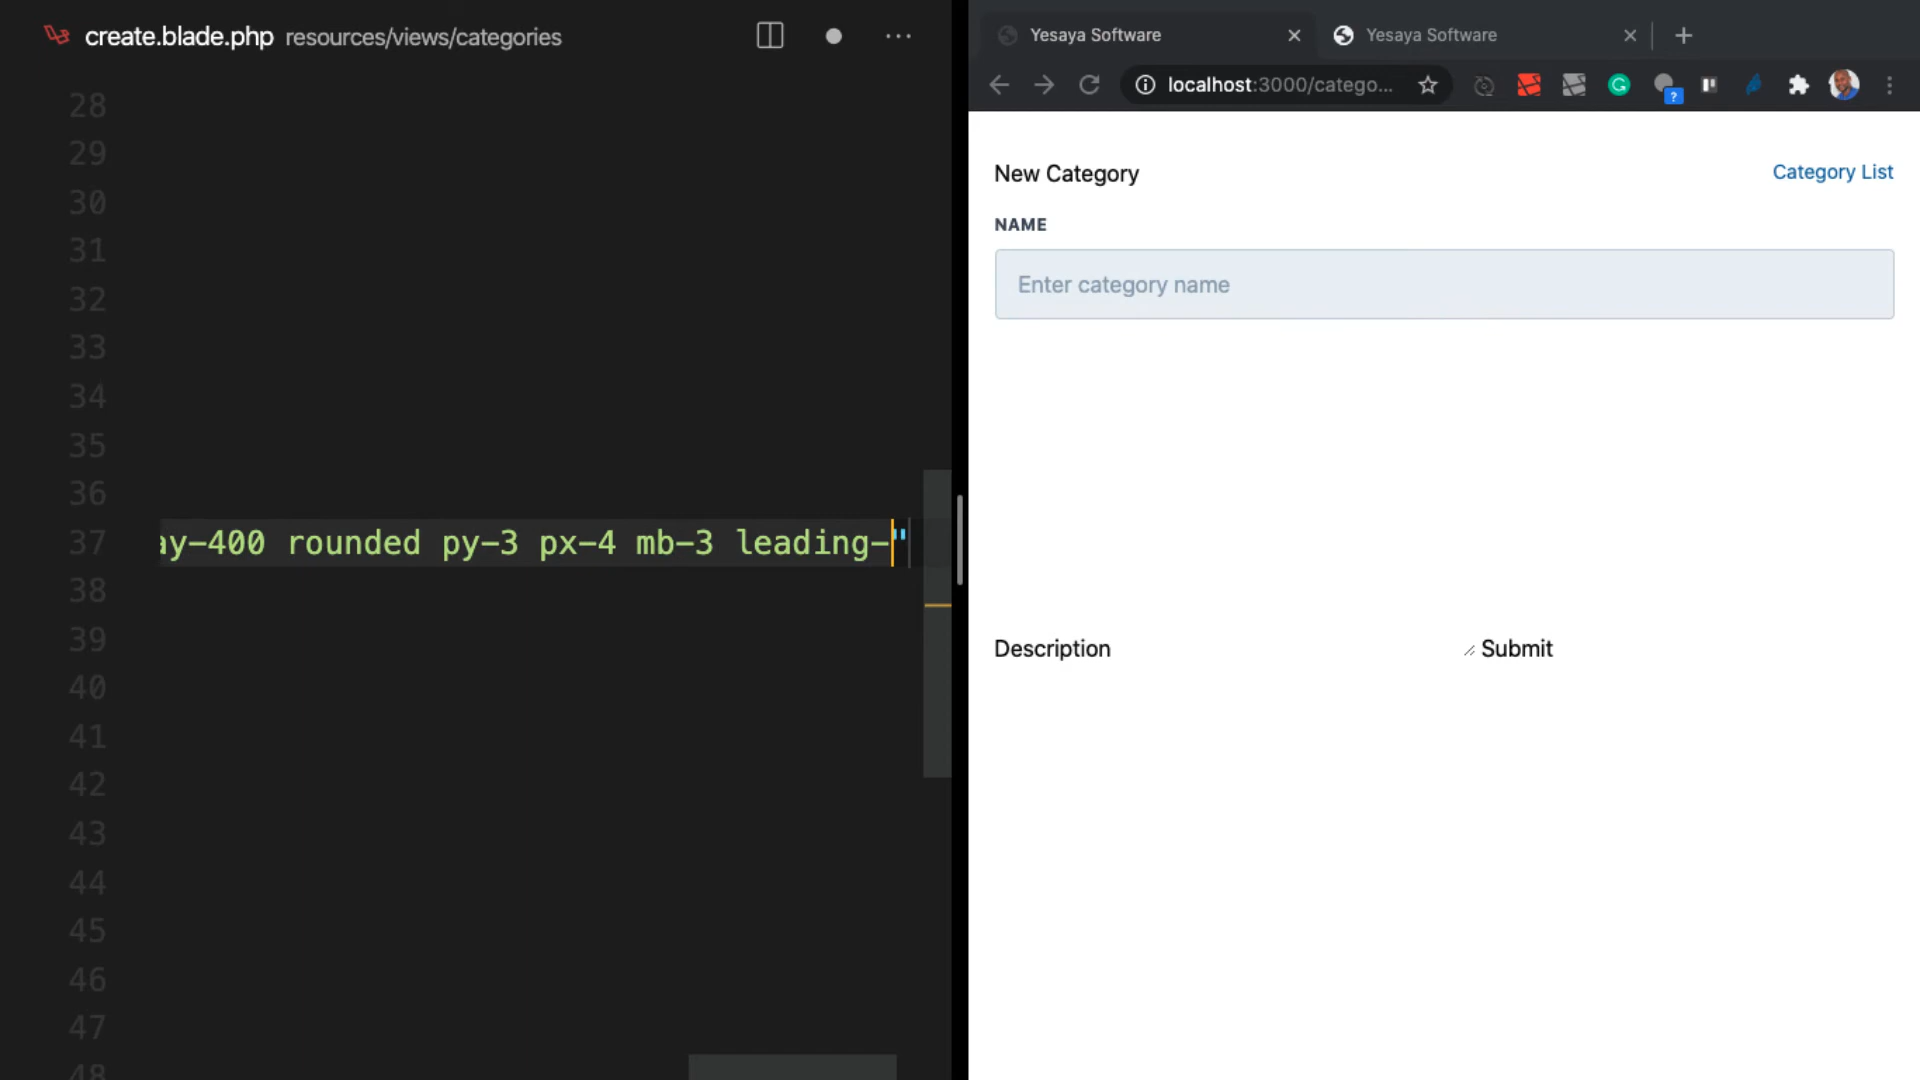 create.blade.php resources/views/categories
28
29
30
31
32
33
34
35
36
37 ay-400 rounded py-3 px-4 mb-3 leading-"
38
39
40
41
42
43
44
45
46
47
48
Yesaya Software
Yesaya Software
localhost:3000/catego...
New Category
Category List
NAME
Enter category name
Description
Submit